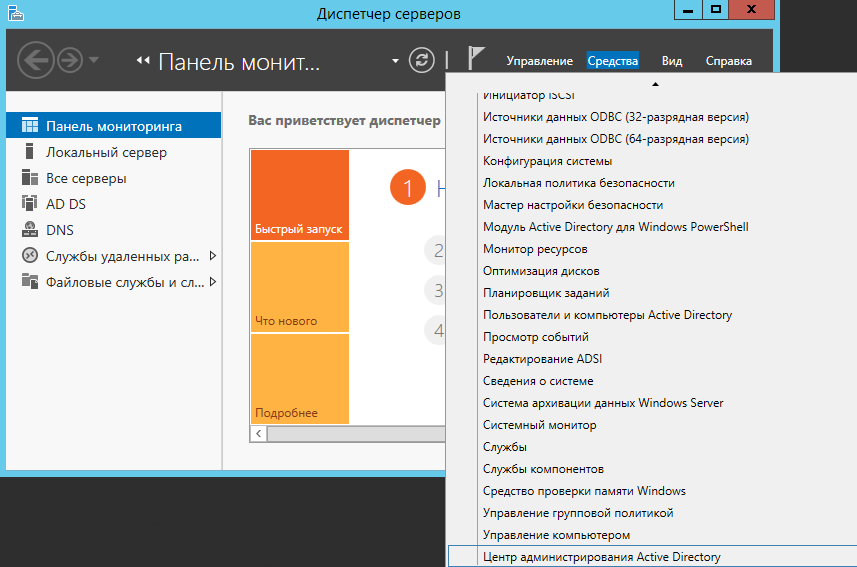 Диспетчер серверов
Панель монит...
Управление Средства Вид Справка
Панель мониторинга
Локальный сервер
Все серверы
AD DS
DNS
Службы удаленных ра...
Файловые службы и сл...
Вас приветствует диспетчер
Быстрый запуск
Что нового
Подробнее
1 Н
2
3
4
Инициатор iSCSI
Источники данных ODBC (32-разрядная версия)
Источники данных ODBC (64-разрядная версия)
Конфигурация системы
Локальная политика безопасности
Мастер настройки безопасности
Модуль Active Directory для Windows PowerShell
Монитор ресурсов
Оптимизация дисков
Планировщик заданий
Пользователи и компьютеры Active Directory
Просмотр событий
Редактирование ADSI
Сведения о системе
Система архивации данных Windows Server
Системный монитор
Службы
Службы компонентов
Средство проверки памяти Windows
Управление групповой политикой
Управление компьютером
Центр администрирования Active Directory